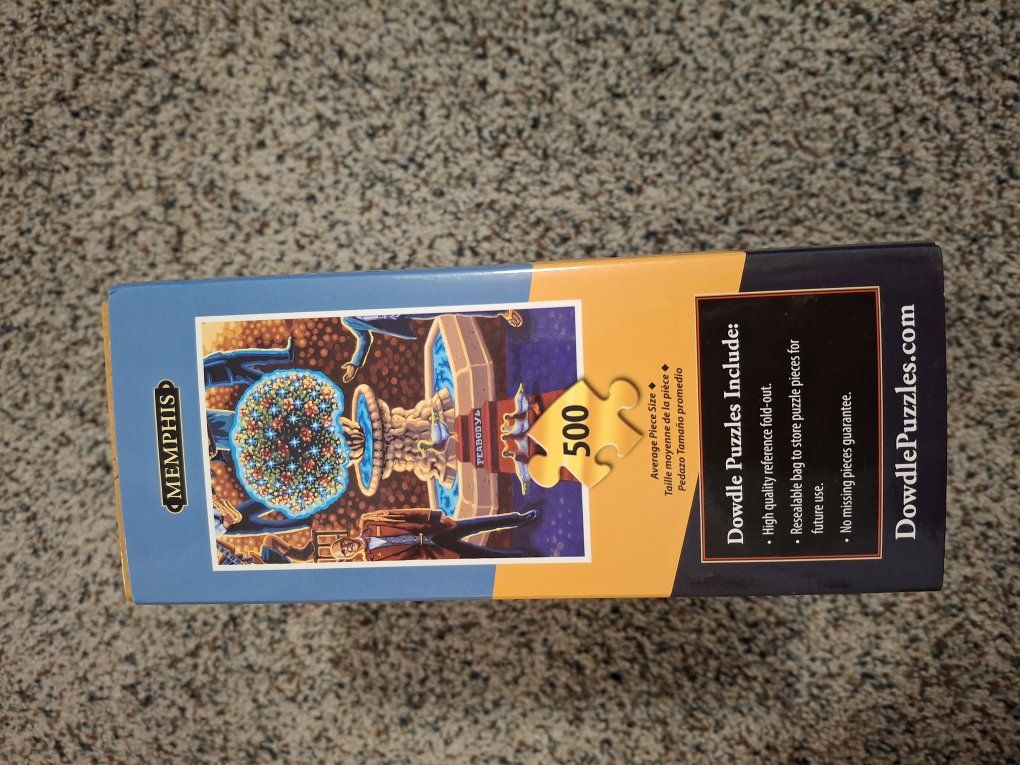 MEMPHIS
PEABODY
500
Average Piece Size ◆
Taille moyenne de la pièce ◆
Pedazo Tamaño promedio
Dowdle Puzzles Include:
• High quality reference fold-out.
• Resealable bag to store puzzle pieces for
future use.
• No missing pieces guarantee.
DowdlePuzzles.com